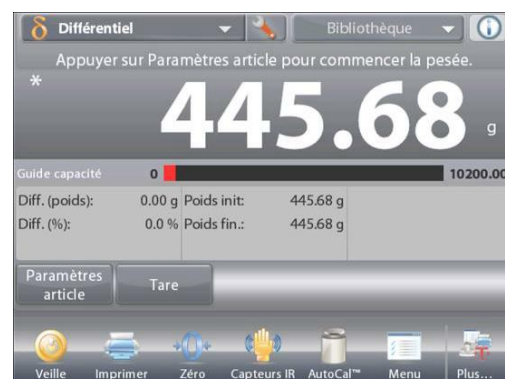 δ Différentiel Bibliothèque
Appuyer sur Paramètres article pour commencer la pesée.
*
445.68 g
Guide capacité 0 10200.00
Diff. (poids): 0.00 g Poids init: 445.68 g
Diff. (%): 0.0 % Poids fin.: 445.68 g
Paramètres
article
Tare
Veille Imprimer Zéro Capteurs IR AutoCal™ Menu Plus...